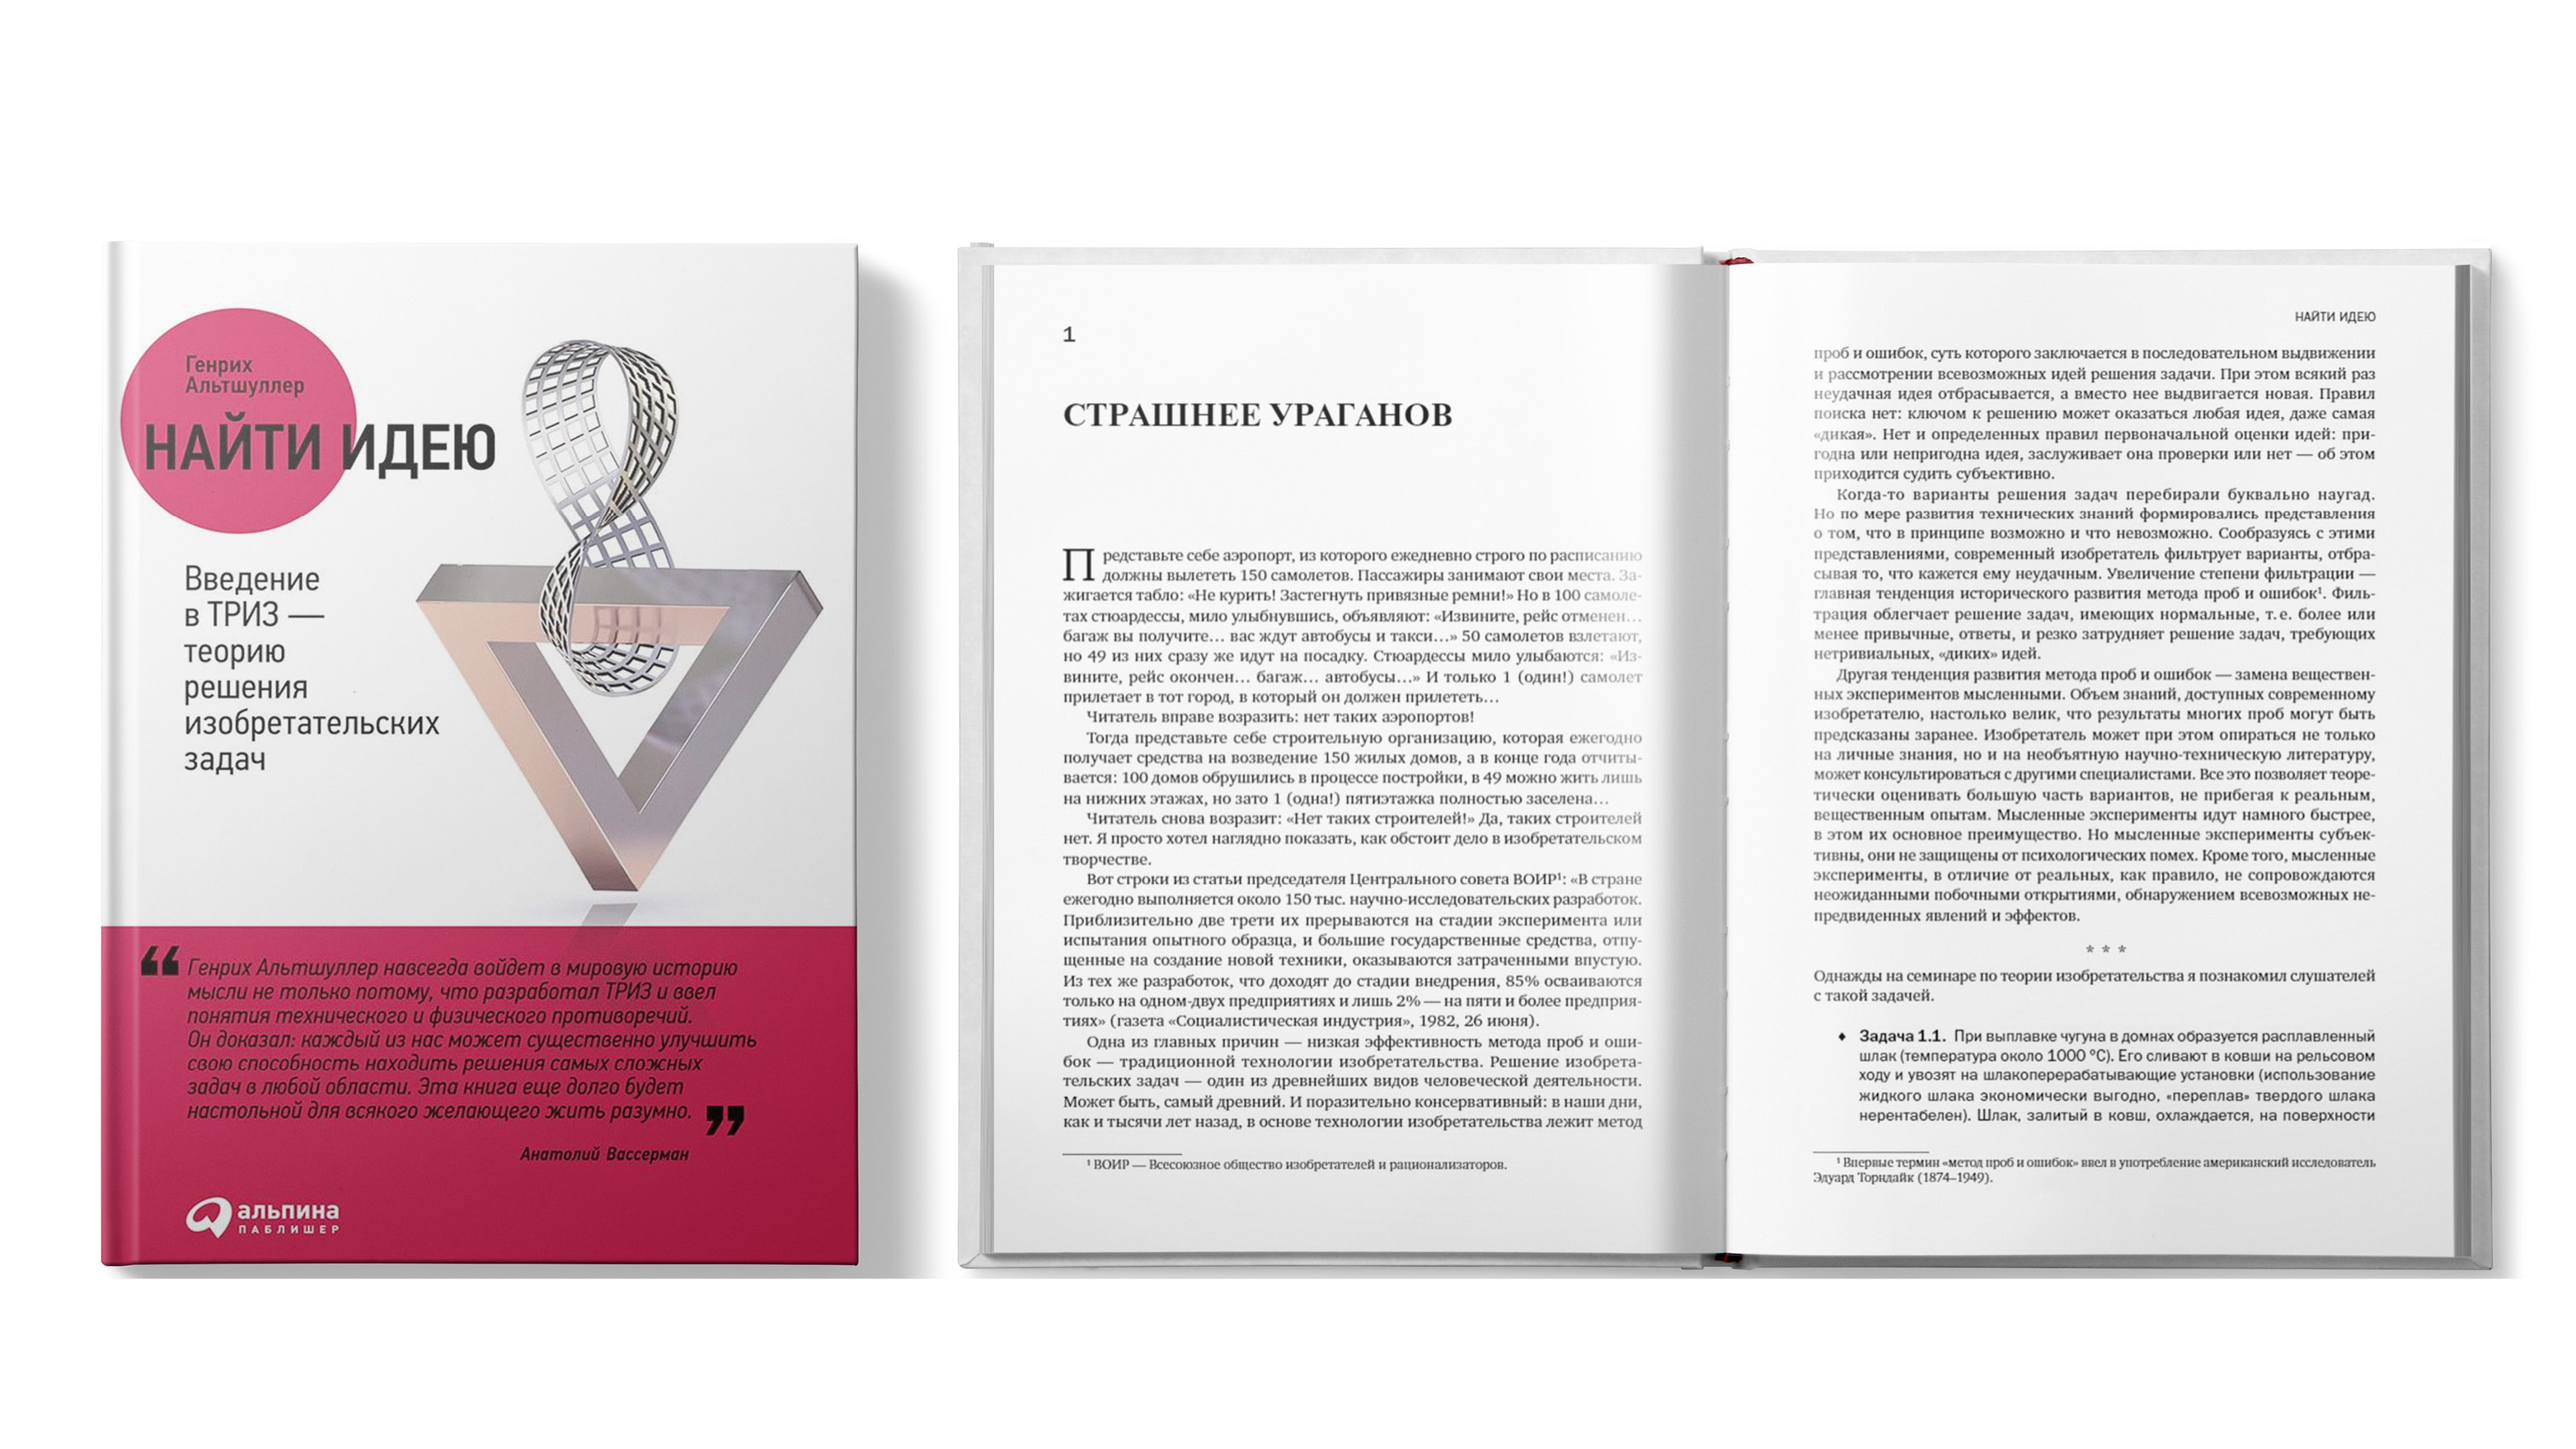 Генрих
Альтшуллер
НАЙТИ ИДЕЮ
Введение
в ТРИЗ —
теорию
решения
изобретательских
задач
“ Генрих Альтшуллер навсегда войдет в мировую историю
мысли не только потому, что разработал ТРИЗ и ввел
понятия технического и физического противоречий.
Он доказал: каждый из нас может существенно улучшить
свою способность находить решения самых сложных
задач в любой области. Эта книга еще долго будет
настольной для всякого желающего жить разумно. ”
Анатолий Вассерман
альпина
ПАБЛИШЕР
1
СТРАШНЕЕ УРАГАНОВ
Представьте себе аэропорт, из которого ежедневно строго по расписанию
должны вылететь 150 самолетов. Пассажиры занимают свои места. За-
жигается табло: «Не курить! Застегнуть привязные ремни!» Но в 100 самоле-
тах стюардессы, мило улыбнувшись, объявляют: «Извините, рейс отменен…
багаж вы получите… вас ждут автобусы и такси…» 50 самолетов взлетают,
но 49 из них сразу же идут на посадку. Стюардессы мило улыбаются: «Из-
вините, рейс окончен… багаж… автобусы…» И только 1 (один!) самолет
прилетает в тот город, в который он должен прилететь…
Читатель вправе возразить: нет таких аэропортов!
Тогда представьте себе строительную организацию, которая ежегодно
получает средства на возведение 150 жилых домов, а в конце года отчиты-
вается: 100 домов обрушились в процессе постройки, в 49 можно жить лишь
на нижних этажах, но зато 1 (одна!) пятиэтажка полностью заселена…
Читатель снова возразит: «Нет таких строителей!» Да, таких строителей
нет. Я просто хотел наглядно показать, как обстоит дело в изобретательском
творчестве.
Вот строки из статьи председателя Центрального совета ВОИР¹: «В стране
ежегодно выполняется около 150 тыс. научно-исследовательских разработок.
Приблизительно две трети их прерываются на стадии эксперимента или
испытания опытного образца, и большие государственные средства, отпу-
щенные на создание новой техники, оказываются затраченными впустую.
Из тех же разработок, что доходят до стадии внедрения, 85% осваиваются
только на одном-двух предприятиях и лишь 2% — на пяти и более предприя-
тиях» (газета «Социалистическая индустрия», 1982, 26 июня).
Одна из главных причин — низкая эффективность метода проб и оши-
бок — традиционной технологии изобретательства. Решение изобрета-
тельских задач — один из древнейших видов человеческой деятельности.
Может быть, самый древний. И поразительно консервативный: в наши дни,
как и тысячи лет назад, в основе технологии изобретательства лежит метод
¹ ВОИР — Всесоюзное общество изобретателей и рационализаторов.
НАЙТИ ИДЕЮ
проб и ошибок, суть которого заключается в последовательном выдвижении
и рассмотрении всевозможных идей решения задачи. При этом всякий раз
неудачная идея отбрасывается, а вместо нее выдвигается новая. Правил
поиска нет: ключом к решению может оказаться любая идея, даже самая
«дикая». Нет и определенных правил первоначальной оценки идей: при-
годна или непригодна идея, заслуживает она проверки или нет — об этом
приходится судить субъективно.
Когда-то варианты решения задач перебирали буквально наугад.
Но по мере развития технических знаний формировались представления
о том, что в принципе возможно и что невозможно. Сообразуясь с этими
представлениями, современный изобретатель фильтрует варианты, отбра-
сывая то, что кажется ему неудачным. Увеличение степени фильтрации —
главная тенденция исторического развития метода проб и ошибок¹. Филь-
трация облегчает решение задач, имеющих нормальные, т. е. более или
менее привычные, ответы, и резко затрудняет решение задач, требующих
нетривиальных, «диких» идей.
Другая тенденция развития метода проб и ошибок — замена веществен-
ных экспериментов мысленными. Объем знаний, доступных современному
изобретателю, настолько велик, что результаты многих проб могут быть
предсказаны заранее. Изобретатель может при этом опираться не только
на личные знания, но и на необъятную научно-техническую литературу,
может консультироваться с другими специалистами. Все это позволяет теоре-
тически оценивать большую часть вариантов, не прибегая к реальным,
вещественным опытам. Мысленные эксперименты идут намного быстрее,
в этом их основное преимущество. Но мысленные эксперименты субъек-
тивны, они не защищены от психологических помех. Кроме того, мысленные
эксперименты, в отличие от реальных, как правило, не сопровождаются
неожиданными побочными открытиями, обнаружением всевозможных не-
предвиденных явлений и эффектов.
* * *
Однажды на семинаре по теории изобретательства я познакомил слушателей
с такой задачей.
♦ Задача 1.1. При выплавке чугуна в домнах образуется расплавленный
шлак (температура около 1000 °С). Его сливают в ковши на рельсовом
ходу и увозят на шлакоперерабатывающие установки (использование
жидкого шлака экономически выгодно, «переплав» твердого шлака
нерентабелен). Шлак, залитый в ковш, охлаждается, на поверхности
¹ Впервые термин «метод проб и ошибок» ввел в употребление американский исследователь
Эдуард Торндайк (1874–1949).